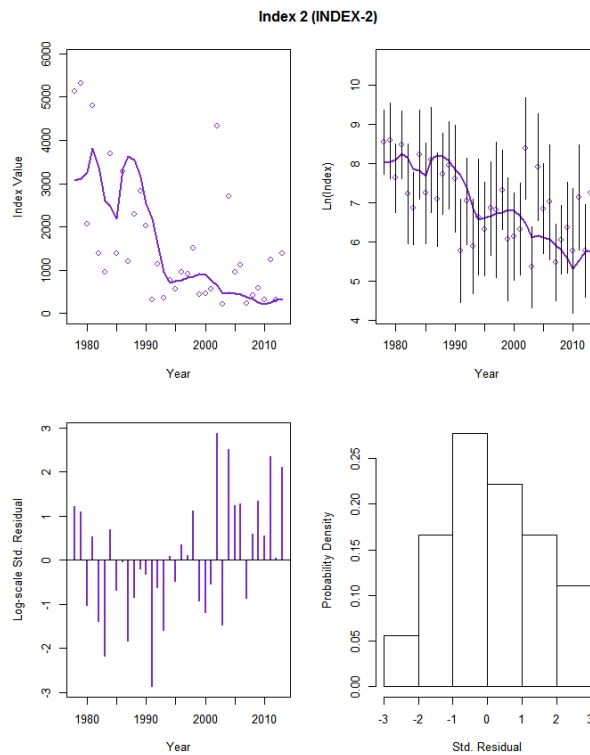 Index 2 (INDEX-2)
Index Value
6000
5000
4000
3000
2000
1000
0
1980 1990 2000 2010
Year
Ln(Index)
10
9
8
7
6
5
4
1980 1990 2000 2010
Year
Log-scale Std. Residual
3
2
1
0
-1
-2
-3
1980 1990 2000 2010
Year
Probability Density
0.25
0.20
0.15
0.10
0.05
0.00
-3 -2 -1 0 1 2 3
Std. Residual